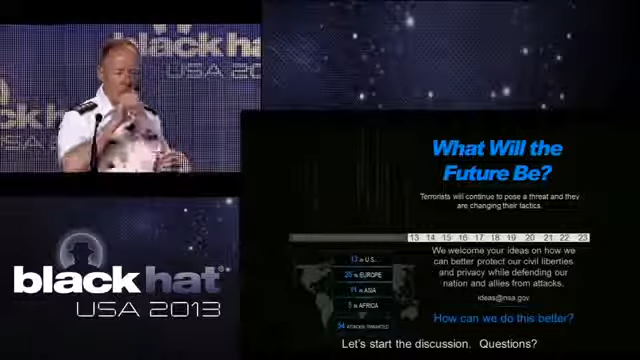 black hat
USA 20
ck h
black hat
USA 2013
What Will the
Future Be?
Terrorists will continue to pose a threat and they
are changing their tactics.
13 14 15 16 17 18 19 20 21 22 23
13 IN U.S.
25 IN EUROPE
11 IN ASIA
5 IN AFRICA
54 ATTACKS THWARTED
We welcome your ideas on how we
can better protect our civil liberties
and privacy while defending our
nation and allies from attacks.
ideas@nsa.gov
How can we do this better?
Let's start the discussion. Questions?